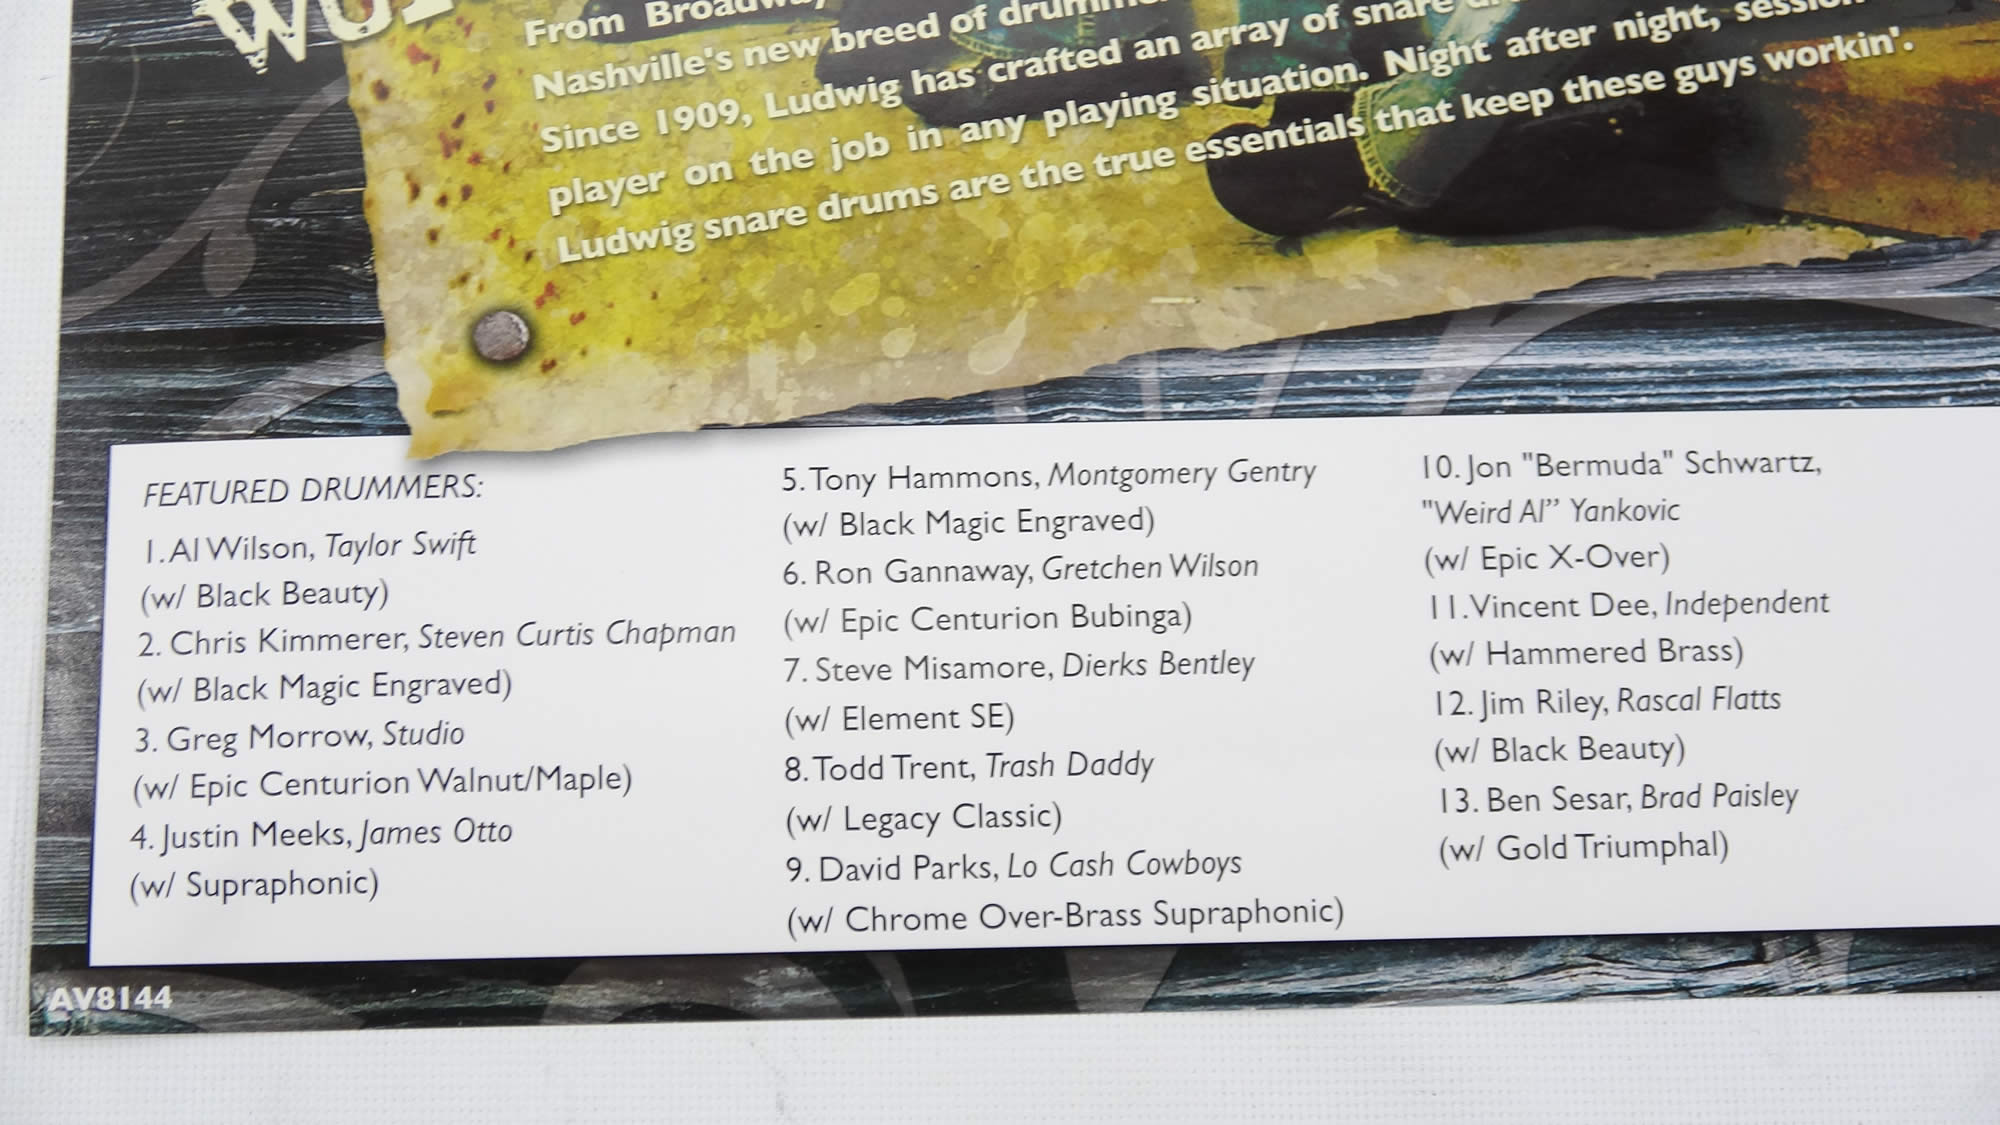 From
Nashville's new breed of
Since 1909, Ludwig has crafted an array of snare
player on the job in any playing situation. Night after night,
Ludwig snare drums are the true essentials that keep these guys workin'.
FEATURED DRUMMERS:
1. Al Wilson, Taylor Swift
(w/ Black Beauty)
2. Chris Kimmerer, Steven Curtis Chapman
(w/ Black Magic Engraved)
3. Greg Morrow, Studio
(w/ Epic Centurion Walnut/Maple)
4. Justin Meeks, James Otto
(w/ Supraphonic)
5. Tony Hammons, Montgomery Gentry
(w/ Black Magic Engraved)
6. Ron Gannaway, Gretchen Wilson
(w/ Epic Centurion Bubinga)
7. Steve Misamore, Dierks Bentley
(w/ Element SE)
8. Todd Trent, Trash Daddy
(w/ Legacy Classic)
9. David Parks, Lo Cash Cowboys
(w/ Chrome Over-Brass Supraphonic)
10. Jon "Bermuda" Schwartz,
"Weird Al” Yankovic
(w/ Epic X-Over)
11. Vincent Dee, Independent
(w/ Hammered Brass)
12. Jim Riley, Rascal Flatts
(w/ Black Beauty)
13. Ben Sesar, Brad Paisley
(w/ Gold Triumphal)
AV8144